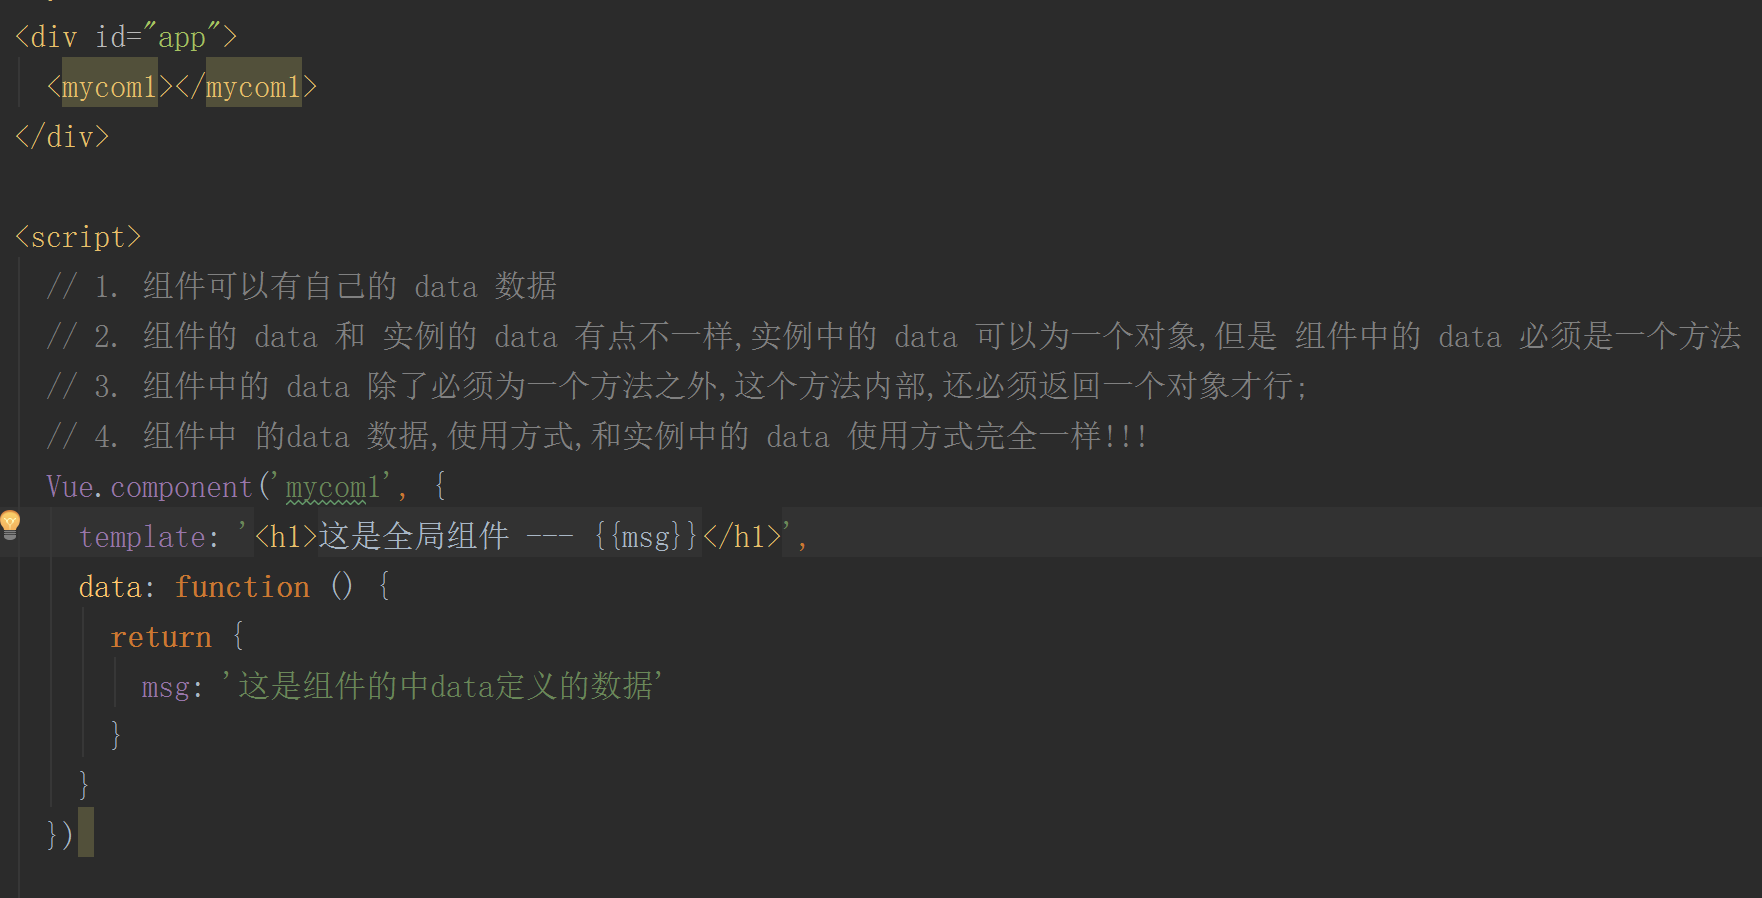 <div id="app">
<mycom1></mycom1>
</div>
<script>
// 1. 组件可以有自己的 data 数据
// 2. 组件的 data 和 实例的 data 有点不一样,实例中的 data 可以为一个对象,但是 组件中的 data 必须是一个方法
// 3. 组件中的 data 除了必须为一个方法之外,这个方法内部,还必须返回一个对象才行;
// 4. 组件中 的data 数据,使用方式,和实例中的 data 使用方式完全一样!!!
Vue.component('mycom1', {
template: '<h1>这是全局组件 --- {{msg}}</h1>',
data: function () {
return {
msg: '这是组件的中data定义的数据'
}
}
})